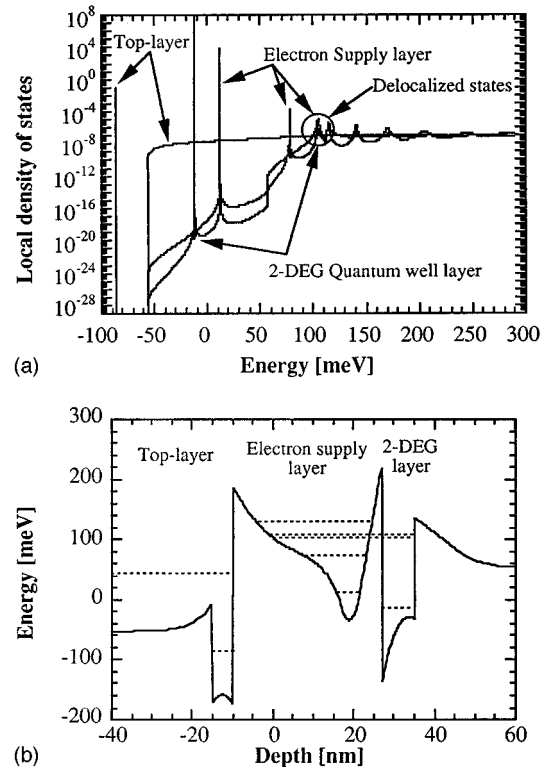 10^8
10^4
10^0
10^-4
10^-8
10^-12
10^-16
10^-20
10^-24
10^-28
Local density of states
Top-layer
Electron Supply layer
Delocalized states
2-DEG Quantum well layer
-100 -50 0 50 100 150 200 250 300
Energy [meV]
(a)
300
200
100
0
-100
-200
Energy [meV]
Top-layer
Electron supply
layer
2-DEG
layer
-40 -20 0 20 40 60
Depth [nm]
(b)